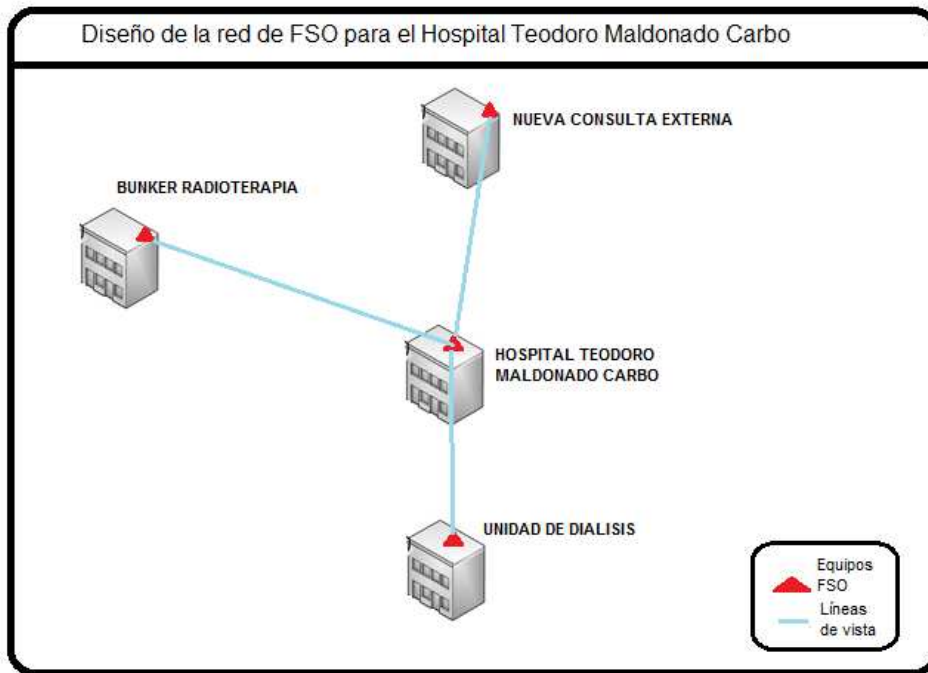 Diseño de la red de FSO para el Hospital Teodoro Maldonado Carbo
NUEVA CONSULTA EXTERNA
BUNKER RADIOTERAPIA
HOSPITAL TEODORO
MALDONADO CARBO
UNIDAD DE DIALISIS
Equipos
FSO
Líneas
de vista